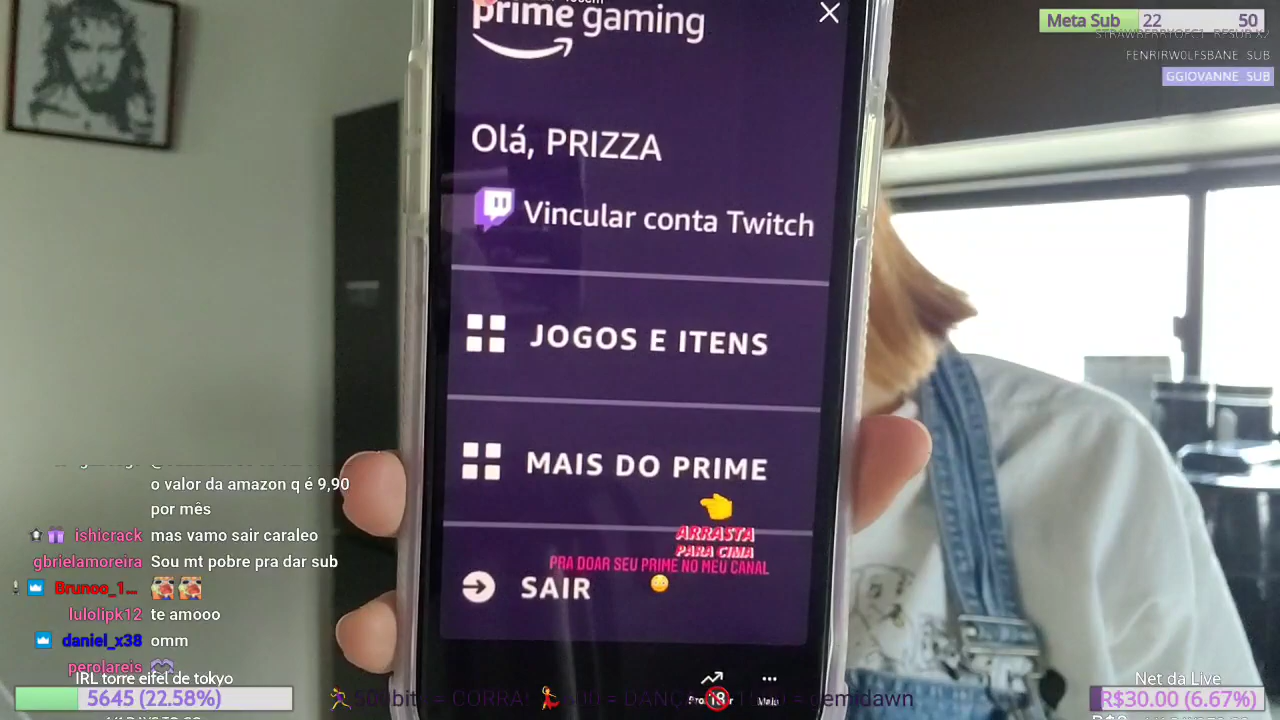 prime gaming
Olá, PRIZZA
Vincular conta Twitch
JOGOS E ITENS
MAIS DO PRIME
ARRASTA
PARA CIMA
PRA DOAR SEU PRIME NO MEU CANAL
SAIR
Meta Sub 22 50
FENRIRWOLFSBANE SUB
GGIOVANNE SUB
o valor da amazon q é 9,90
por mês
ishicrack mas vamo sair caraleo
gbrielamoreira Sou mt pobre pra dar sub
Brunoo_1...
lulolipk12 te amooo
daniel_x38 omm
perolareis
IRL torre eifel de tokyo
5645 (22.58%)
Net da Live
R$30.00 (6.67%)